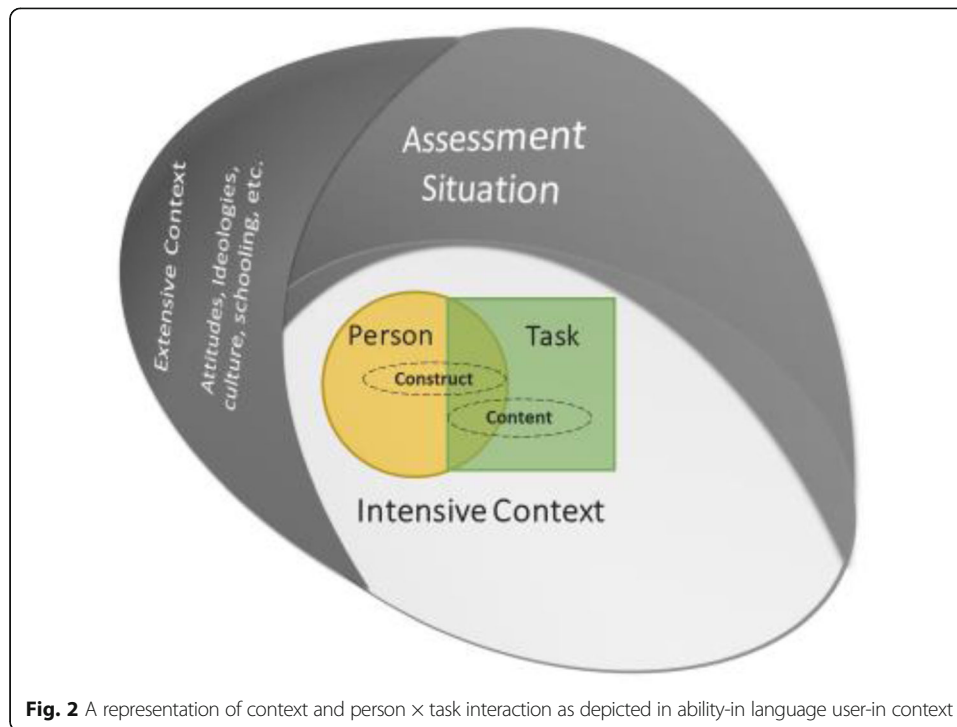 Assessment
Situation
Extensive Context
Attitudes, Ideologies,
culture, schooling, etc.
Person
Task
Construct
Content
Intensive Context
Fig. 2 A representation of context and person × task interaction as depicted in ability-in language user-in context